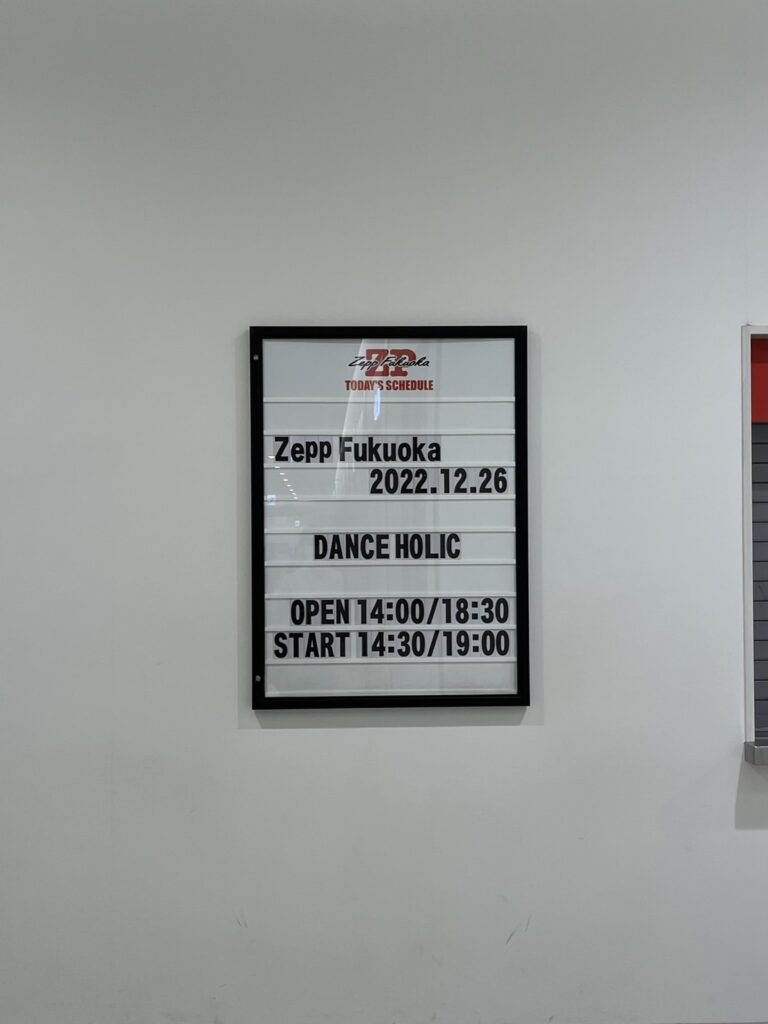 ZP
Zepp Fukuoka
TODAY'S SCHEDULE
Zepp Fukuoka
2022.12.26
DANCE HOLIC
OPEN 14:00/18:30
START 14:30/19:00